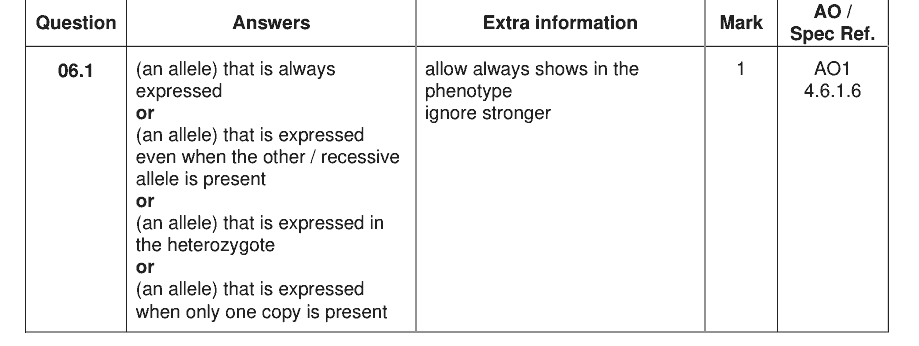 Question Answers Extra information Mark AO /
Spec Ref.
06.1 (an allele) that is always allow always shows in the 1 AO1
expressed phenotype 4.6.1.6
or ignore stronger
(an allele) that is expressed
even when the other / recessive
allele is present
or
(an allele) that is expressed in
the heterozygote
or
(an allele) that is expressed
when only one copy is present